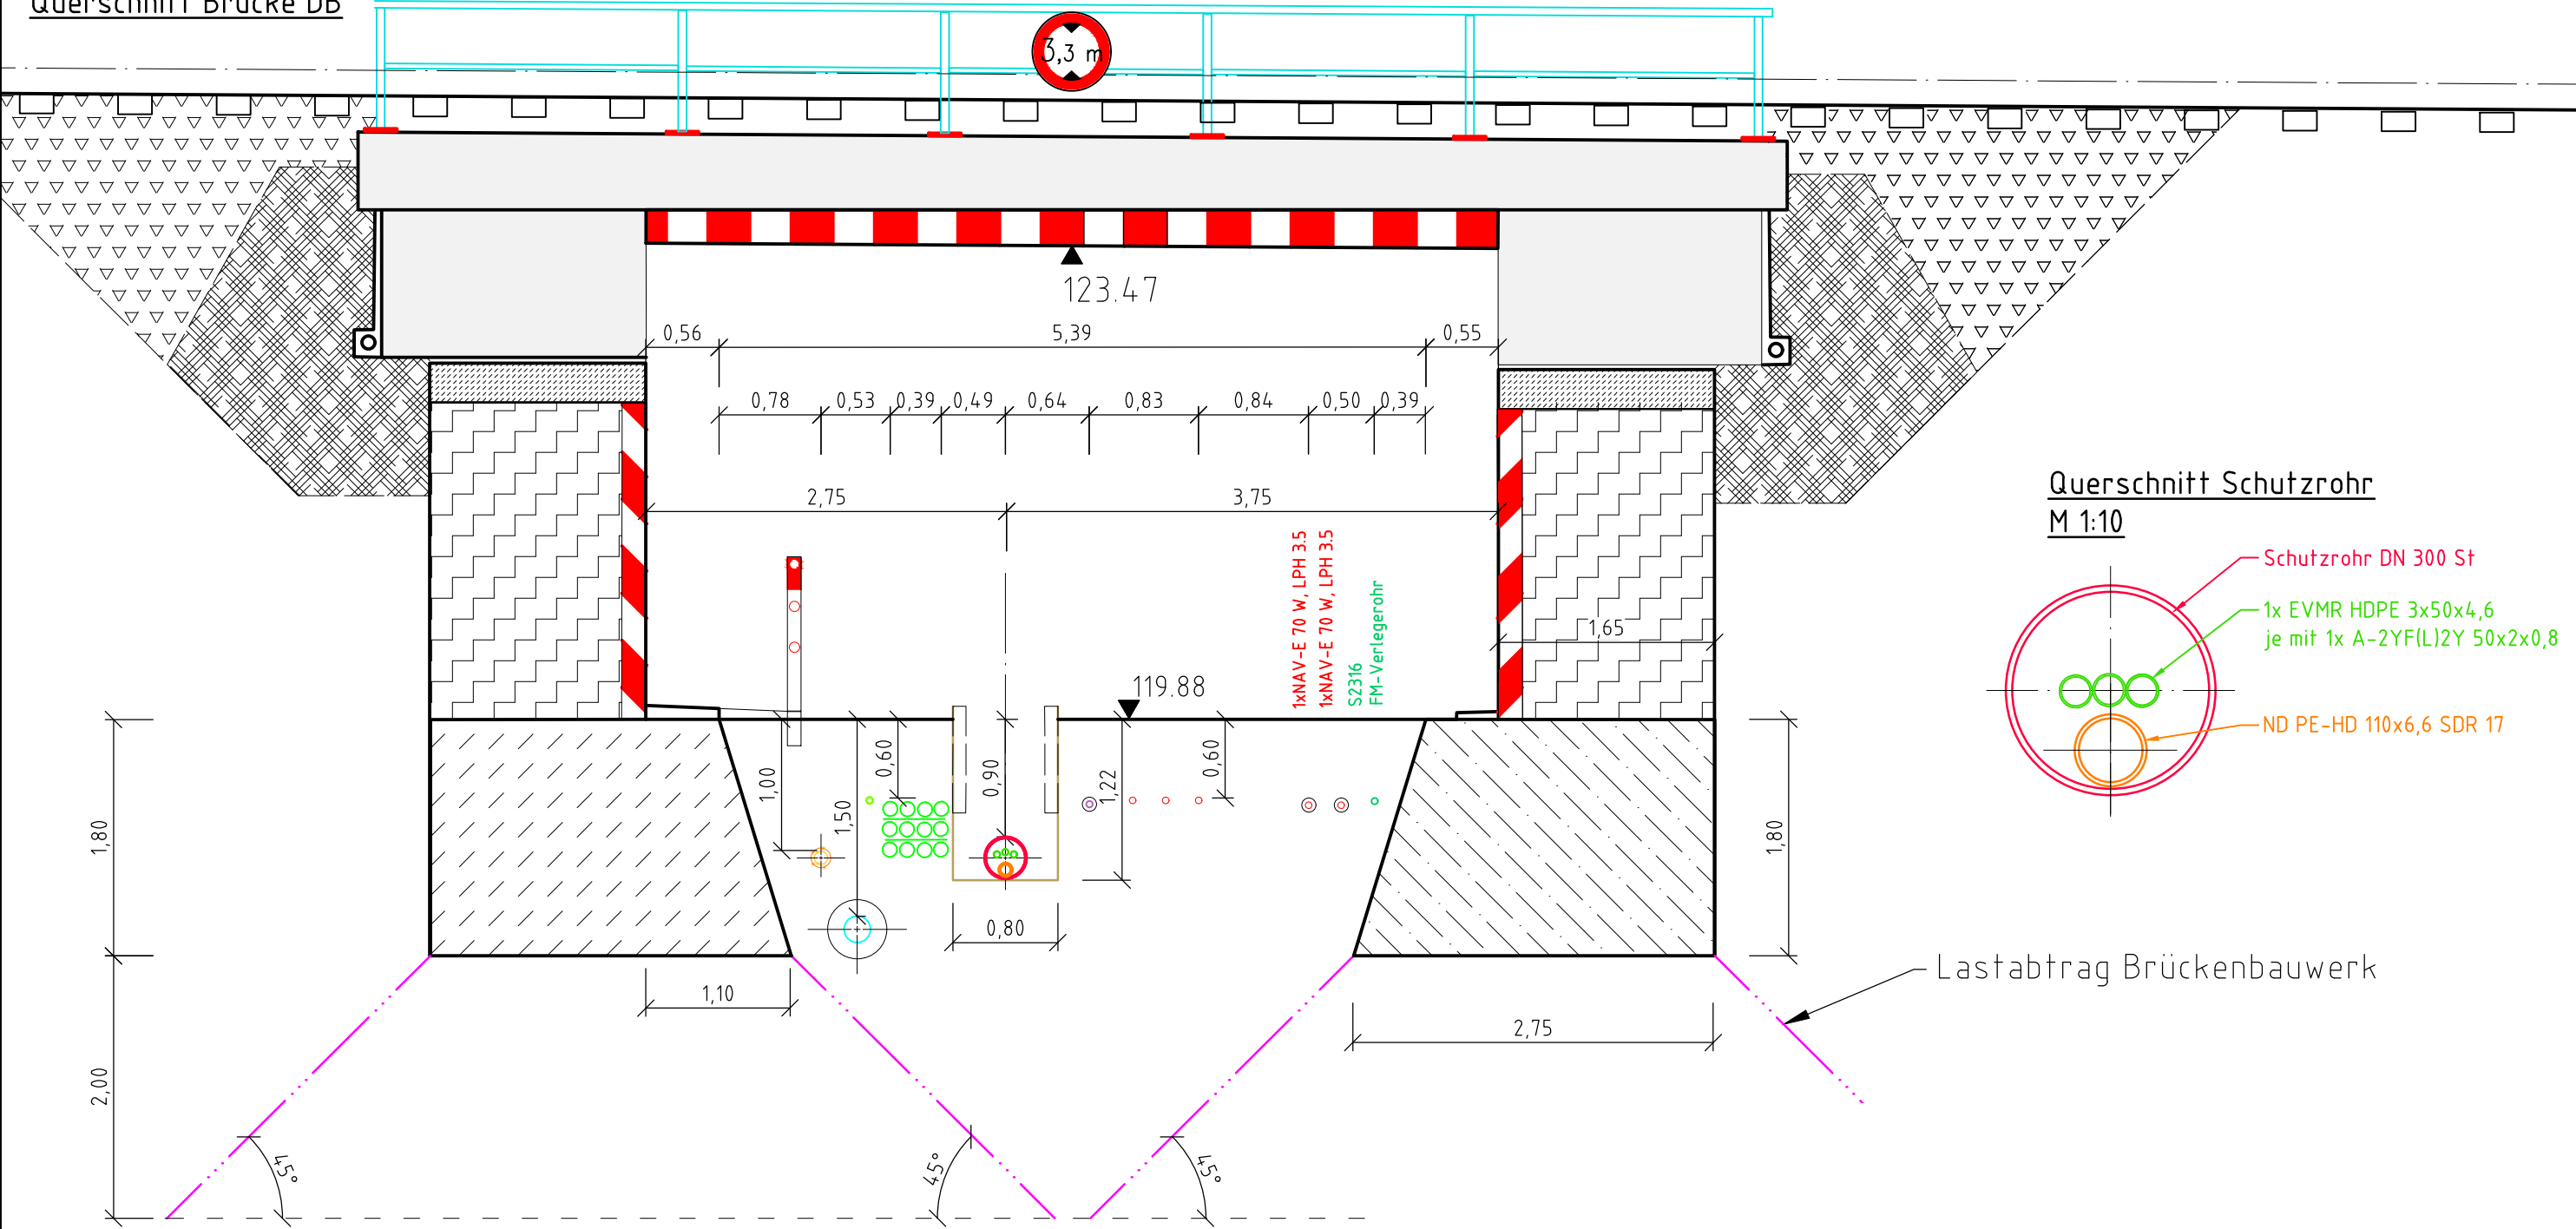 Querschnitt Brücke DB
3,3 m
123.47
0,56
5,39
0,55
0,78
0,53
0,39
0,49
0,64
0,83
0,84
0,50
0,39
2,75
3,75
1xNAV-E 70 W, LPH 3.5
1xNAV-E 70 W, LPH 3.5
S2316
FM-Verlegerohr
1,65
119.88
1,80
1,00
1,50
0,60
0,90
1,22
0,60
1,80
0,80
1,10
2,75
2,00
45°
45°
45°
Lastabtrag Brückenbauwerk
Querschnitt Schutzrohr
M 1:10
Schutzrohr DN 300 St
1x EVMR HDPE 3x50x4,6
je mit 1x A-2YF(L)2Y 50x2x0,8
ND PE-HD 110x6,6 SDR 17